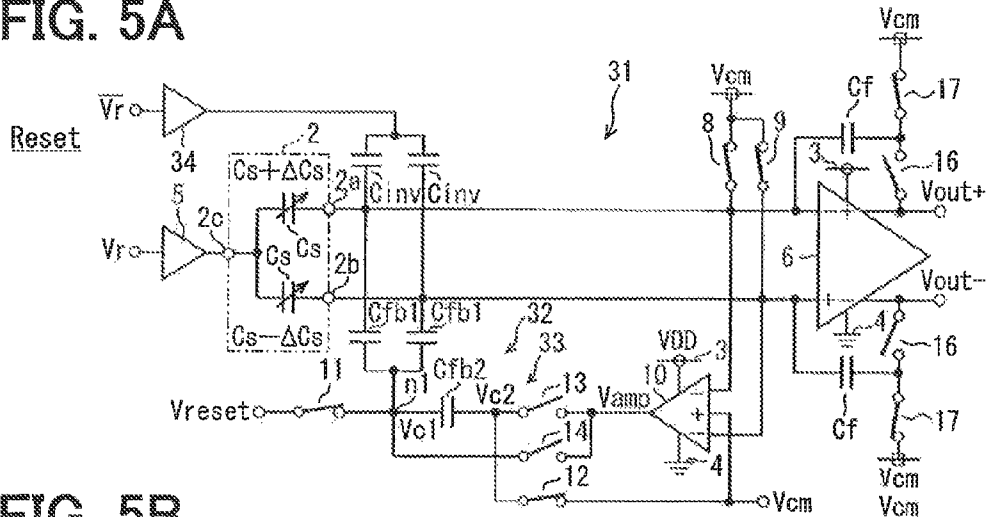 FIG. 5A
Reset
V̅r̅
34
5
Vr
2
Cs+ΔCs
2a
2c
Cs
Cs
2b
Cs-ΔCs
Cinv
Cinv
Cfb1
Cfb1
31
Vcm
8
9
Vcm
17
Cf
3
16
Vout+
6
+
-
Vout-
4
16
Cf
17
Vcm
Vcm
32
33
11
Vreset
n1
Vc1
Cfb2
Vc2
13
14
12
Vamp
VDD
3
10
-
+
-
4
Vcm
FIG. 5B